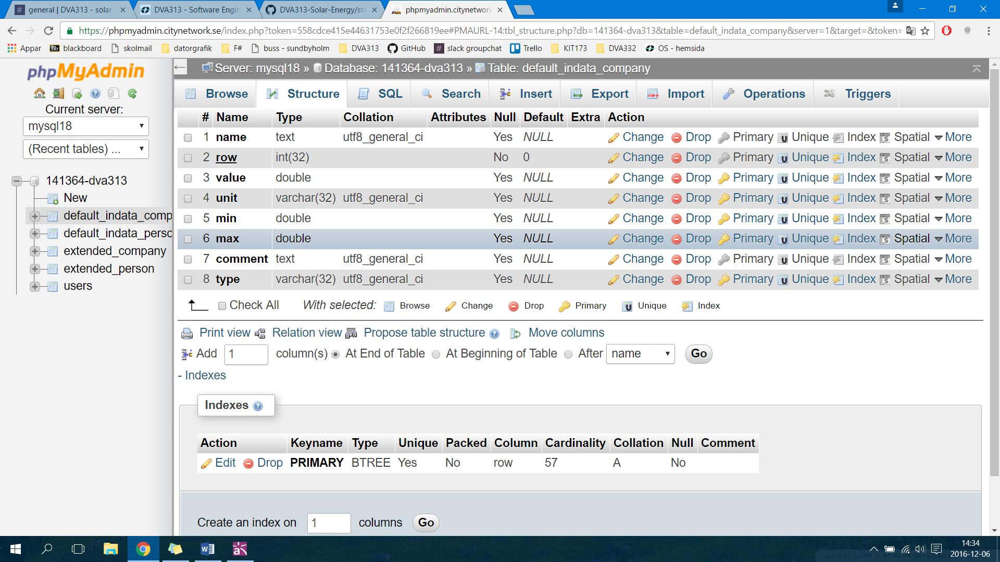 general | DVA313 - solar
DVA313 - Software Engin
DVA313-Solar-Energy/ste
phpmyadmin.citynetwork
https://phpmyadmin.citynetwork.se/index.php?token=558cdce415e44631753e0f2f266819ee#PMAURL-14:tbl_structure.php?db=141364-dva313&table=default_indata_company&server=1&target=&token=
Appar blackboard skolmail datorgrafik F# buss - sundbyholm DVA313 GitHub slack groupchat Trello KIT173 DVA332 OS - hemsida
phpMyAdmin
Current server:
mysql18
(Recent tables) ...
141364-dva313
New
default_indata_comp
default_indata_perso
extended_company
extended_person
users
Server: mysql18 » Database: 141364-dva313 » Table: default_indata_company
Browse Structure SQL Search Insert Export Import Operations Triggers
# Name Type Collation Attributes Null Default Extra Action
1 name text utf8_general_ci Yes NULL Change Drop Primary Unique Index Spatial More
2 row int(32) No 0 Change Drop Primary Unique Index Spatial More
3 value double Yes NULL Change Drop Primary Unique Index Spatial More
4 unit varchar(32) utf8_general_ci Yes NULL Change Drop Primary Unique Index Spatial More
5 min double Yes NULL Change Drop Primary Unique Index Spatial More
6 max double Yes NULL Change Drop Primary Unique Index Spatial More
7 comment text utf8_general_ci Yes NULL Change Drop Primary Unique Index Spatial More
8 type varchar(32) utf8_general_ci Yes NULL Change Drop Primary Unique Index Spatial More
Check All With selected: Browse Change Drop Primary Unique Index
Print view Relation view Propose table structure Move columns
Add 1 column(s) At End of Table At Beginning of Table After name Go
- Indexes
Indexes
Action Keyname Type Unique Packed Column Cardinality Collation Null Comment
Edit Drop PRIMARY BTREE Yes No row 57 A No
Create an index on 1 columns Go
14:34
2016-12-06